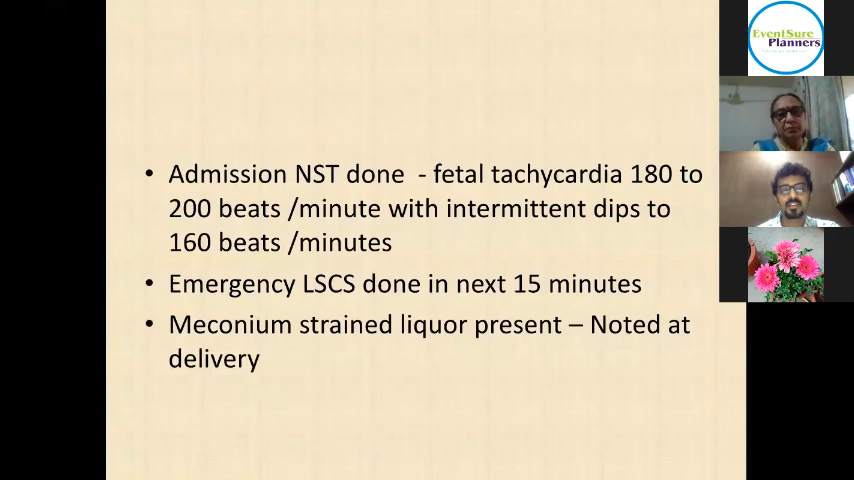 • Admission NST done - fetal tachycardia 180 to
200 beats /minute with intermittent dips to
160 beats /minutes
• Emergency LSCS done in next 15 minutes
• Meconium strained liquor present – Noted at
delivery
EventSure
Planners